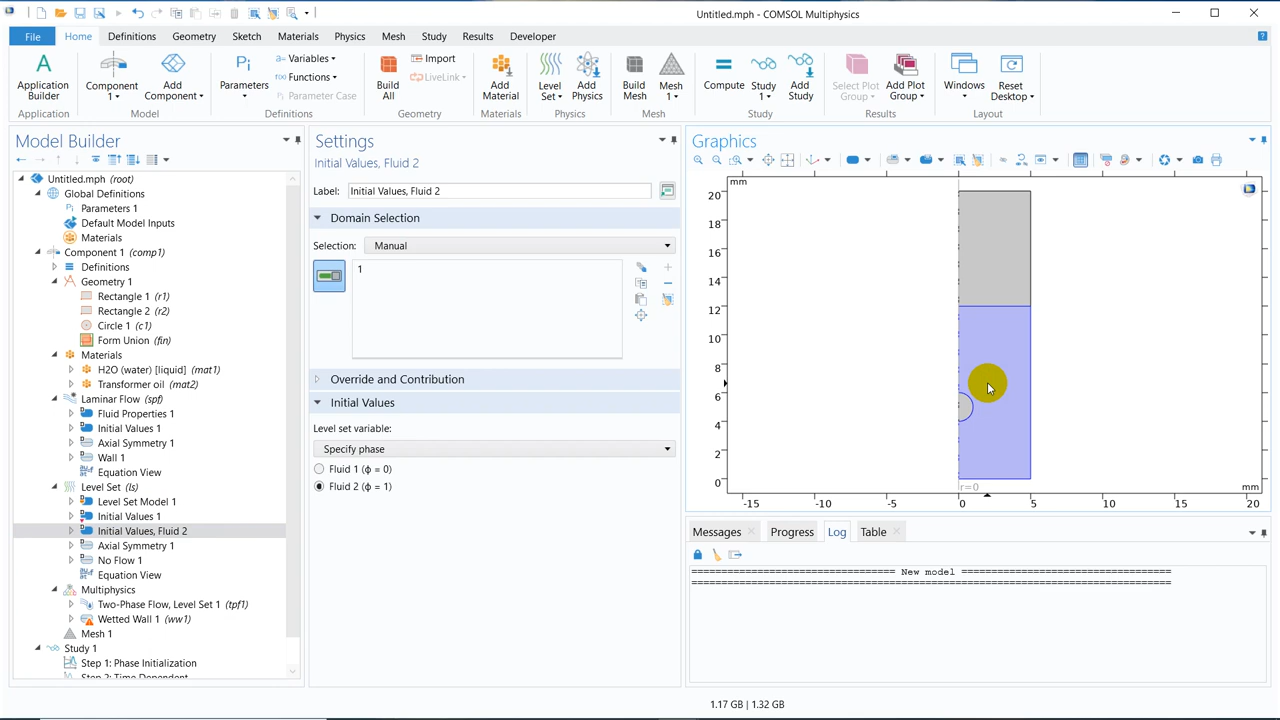 Untitled.mph - COMSOL Multiphysics
File Home Definitions Geometry Sketch Materials Physics Mesh Study Results Developer
Application Builder
Component 1
Add Component
Parameters
a= Variables
f(x) Functions
Pi Parameter Case
Build All
Import
LiveLink
Add Material
Level Set
Add Physics
Build Mesh
Mesh 1
Compute
Study 1
Add Study
Select Plot Group
Add Plot Group
Windows
Reset Desktop
Application Model Definitions Geometry Materials Physics Mesh Study Results Layout
Model Builder
Untitled.mph (root)
Global Definitions
Parameters 1
Default Model Inputs
Materials
Component 1 (comp1)
Definitions
Geometry 1
Rectangle 1 (r1)
Rectangle 2 (r2)
Circle 1 (c1)
Form Union (fin)
Materials
H2O (water) [liquid] (mat1)
Transformer oil (mat2)
Laminar Flow (spf)
Fluid Properties 1
Initial Values 1
Axial Symmetry 1
Wall 1
Equation View
Level Set (ls)
Level Set Model 1
Initial Values 1
Initial Values, Fluid 2
Axial Symmetry 1
No Flow 1
Equation View
Multiphysics
Two-Phase Flow, Level Set 1 (tpf1)
Wetted Wall 1 (ww1)
Mesh 1
Study 1
Step 1: Phase Initialization
Step 2: Time Dependent
Settings
Initial Values, Fluid 2
Label: Initial Values, Fluid 2
Domain Selection
Selection: Manual
1
Override and Contribution
Initial Values
Level set variable:
Specify phase
Fluid 1 (ϕ = 0)
Fluid 2 (ϕ = 1)
Graphics
mm
20
18
16
14
12
10
8
6
4
2
0
r=0
mm
-15 -10 -5 0 5 10 15 20
Messages Progress Log Table
================================ New model ===================================
1.17 GB | 1.32 GB